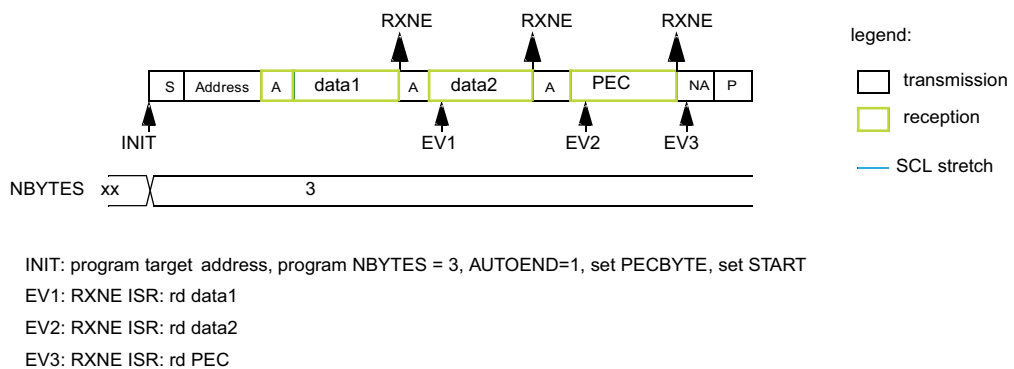 RXNE RXNE RXNE
legend:
S Address A data1 A data2 A PEC NA P
transmission
reception
INIT EV1 EV2 EV3
SCL stretch
NBYTES xx 3
INIT: program target address, program NBYTES = 3, AUTOEND=1, set PECBYTE, set START
EV1: RXNE ISR: rd data1
EV2: RXNE ISR: rd data2
EV3: RXNE ISR: rd PEC